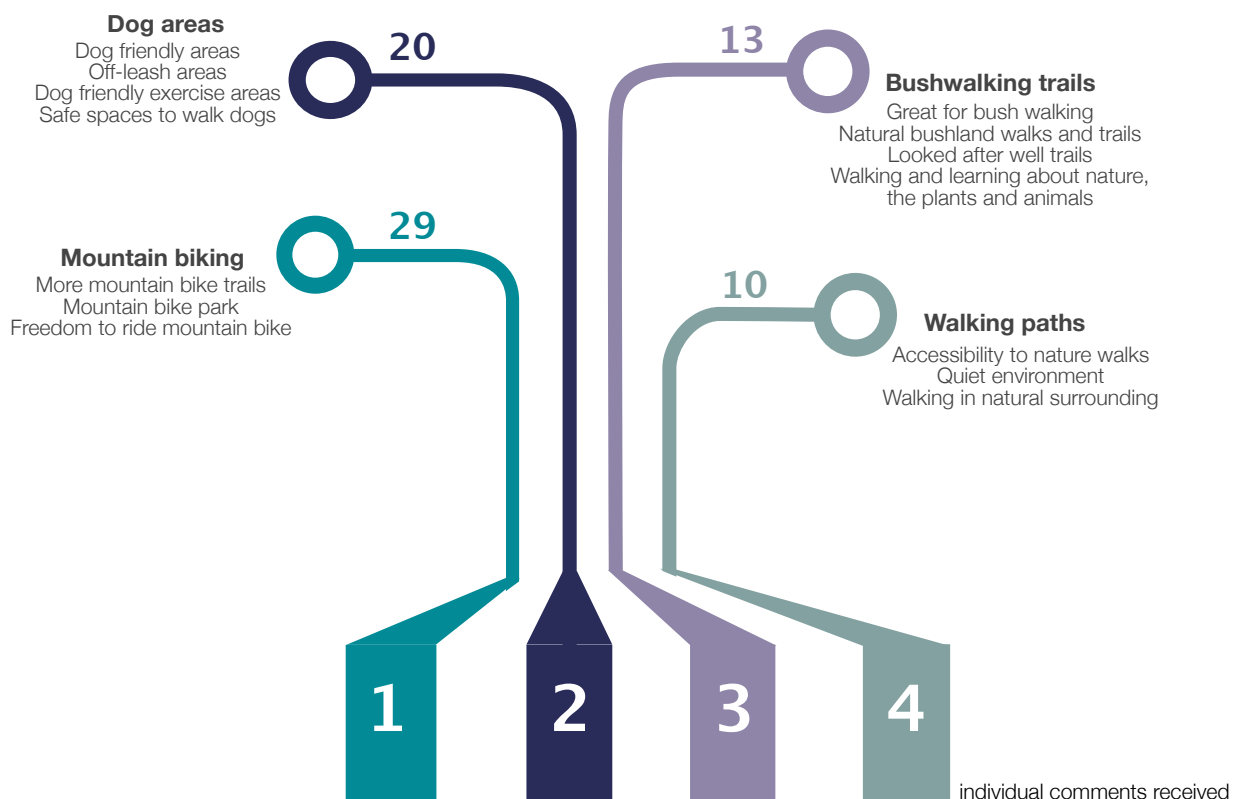 Dog areas
Dog friendly areas
Off-leash areas
Dog friendly exercise areas
Safe spaces to walk dogs
20
13
Bushwalking trails
Great for bush walking
Natural bushland walks and trails
Looked after well trails
Walking and learning about nature,
the plants and animals
29
Mountain biking
More mountain bike trails
Mountain bike park
Freedom to ride mountain bike
10
Walking paths
Accessibility to nature walks
Quiet environment
Walking in natural surrounding
1
2
3
4
individual comments received